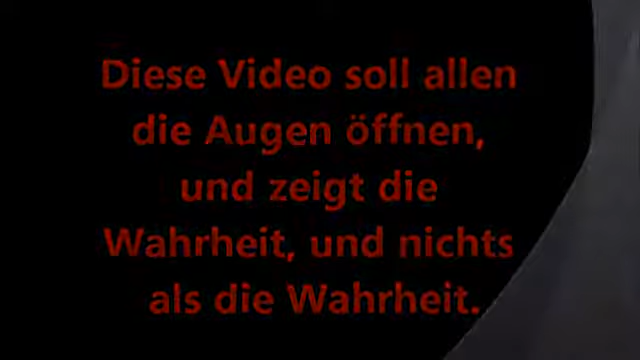 Diese Video soll allen
die Augen öffnen,
und zeigt die
Wahrheit, und nichts
als die Wahrheit.